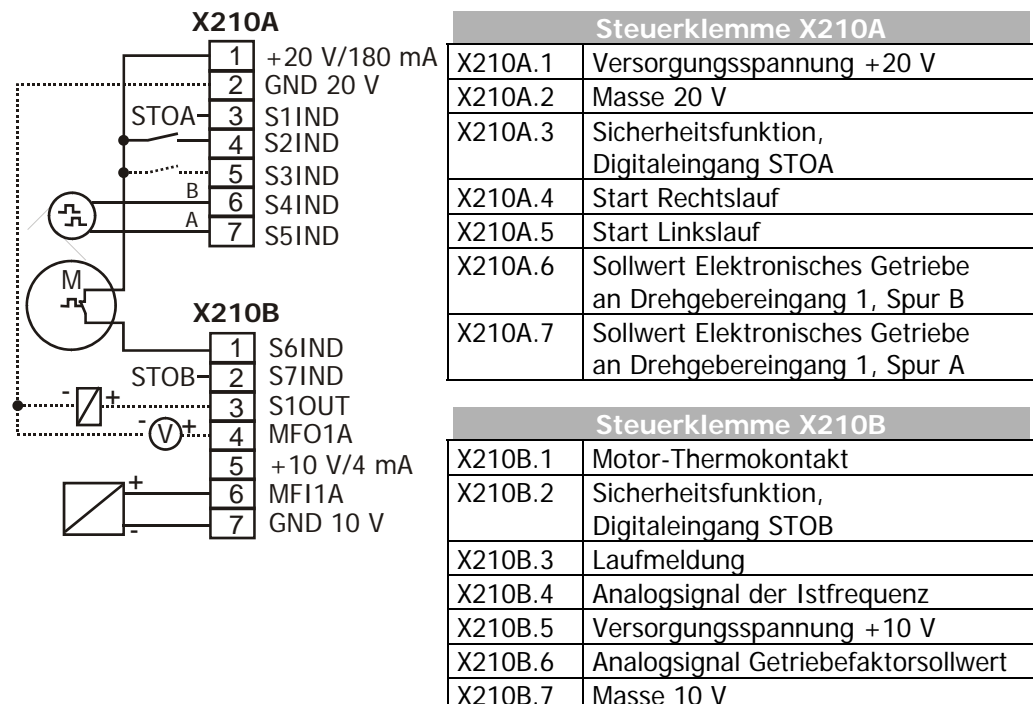 X210A
1 +20 V/180 mA
2 GND 20 V
STOA 3 S1IND
4 S2IND
5 S3IND
B 6 S4IND
A 7 S5IND
M
X210B
1 S6IND
STOB 2 S7IND
- + 3 S1OUT
- V + 4 MFO1A
5 +10 V/4 mA
+ 6 MFI1A
- 7 GND 10 V
Steuerklemme X210A
X210A.1 Versorgungsspannung +20 V
X210A.2 Masse 20 V
X210A.3 Sicherheitsfunktion,
Digitaleingang STOA
X210A.4 Start Rechtslauf
X210A.5 Start Linkslauf
X210A.6 Sollwert Elektronisches Getriebe
an Drehgebereingang 1, Spur B
X210A.7 Sollwert Elektronisches Getriebe
an Drehgebereingang 1, Spur A
Steuerklemme X210B
X210B.1 Motor-Thermokontakt
X210B.2 Sicherheitsfunktion,
Digitaleingang STOB
X210B.3 Laufmeldung
X210B.4 Analogsignal der Istfrequenz
X210B.5 Versorgungsspannung +10 V
X210B.6 Analogsignal Getriebefaktorsollwert
X210B.7 Masse 10 V